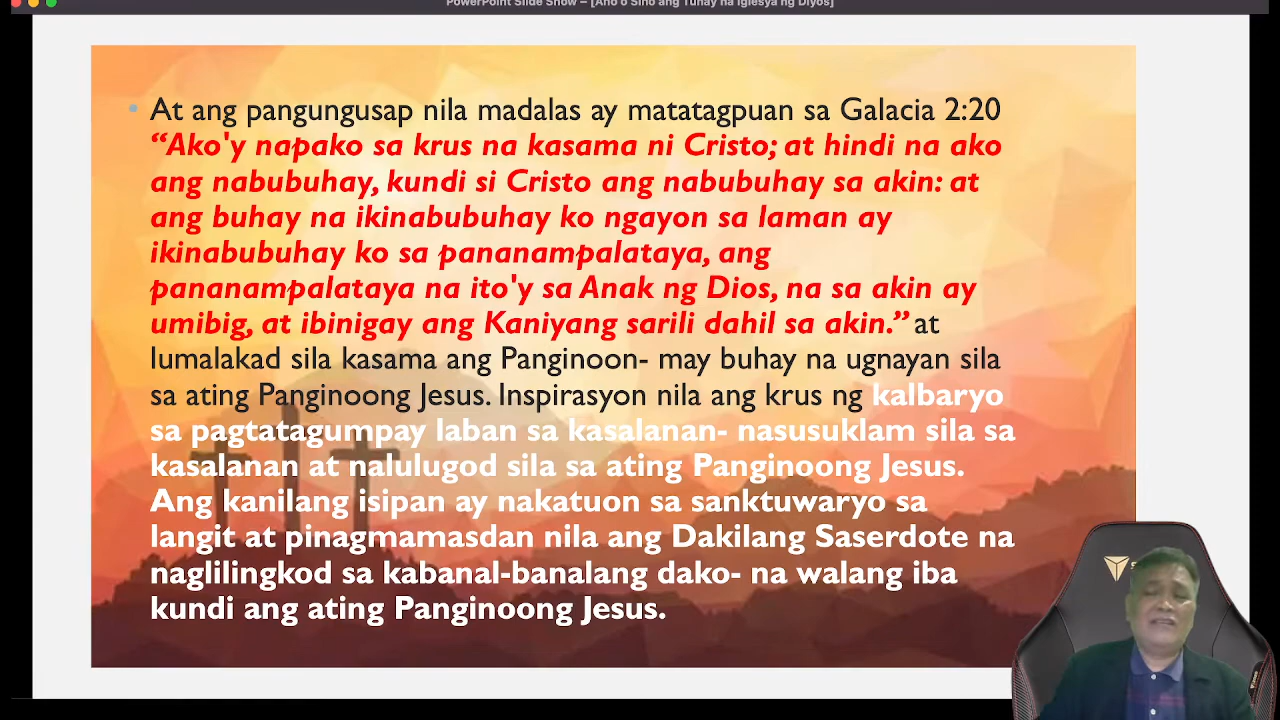 PowerPoint Slide Show – [Ano o Sino ang Tunay na Iglesya ng Diyos]
• At ang pangungusap nila madalas ay matatagpuan sa Galacia 2:20
“Ako'y napako sa krus na kasama ni Cristo; at hindi na ako
ang nabubuhay, kundi si Cristo ang nabubuhay sa akin: at
ang buhay na ikinabubuhay ko ngayon sa laman ay
ikinabubuhay ko sa pananampalataya, ang
pananampalataya na ito'y sa Anak ng Dios, na sa akin ay
umibig, at ibinigay ang Kaniyang sarili dahil sa akin.” at
lumalakad sila kasama ang Panginoon- may buhay na ugnayan sila
sa ating Panginoong Jesus. Inspirasyon nila ang krus ng kalbaryo
sa pagtatagumpay laban sa kasalanan- nasusuklam sila sa
kasalanan at nalulugod sila sa ating Panginoong Jesus.
Ang kanilang isipan ay nakatuon sa sanktuwaryo sa
langit at pinagmamasdan nila ang Dakilang Saserdote na
naglilingkod sa kabanal-banalang dako- na walang iba
kundi ang ating Panginoong Jesus.